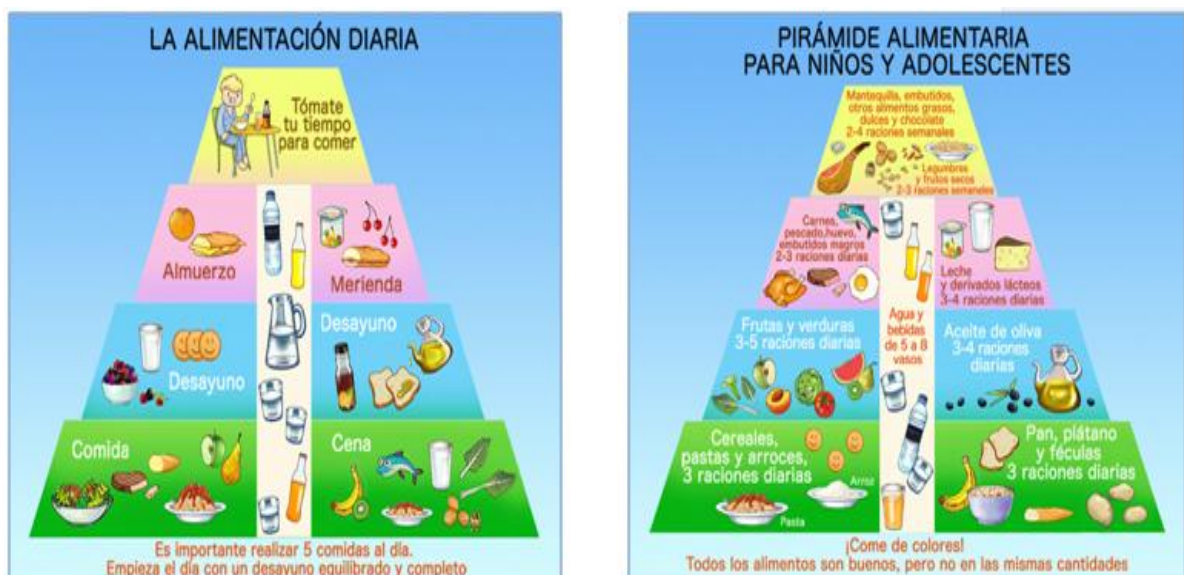 LA ALIMENTACIÓN DIARIA
Tómate
tu tiempo
para comer
Almuerzo
Merienda
Desayuno
Desayuno
Comida
Cena
Es importante realizar 5 comidas al día.
Empieza el día con un desayuno equilibrado y completo
PIRÁMIDE ALIMENTARIA
PARA NIÑOS Y ADOLESCENTES
Mantequilla, embutidos,
otros alimentos grasos,
dulces y chocolate
2-4 raciones semanales
Legumbres
y frutos secos
2-3 raciones semanales
Carnes,
pescado,huevo,
embutidos magros
2-3 raciones diarias
Leche
y derivados lácteos
3-4 raciones diarias
Frutas y verduras
3-5 raciones diarias
Agua y
bebidas
de 5 a 8
vasos
Aceite de oliva
3-4 raciones
diarias
Cereales,
pastas y arroces,
3 raciones diarias
Arroz
Pasta
Pan, plátano
y féculas
3 raciones diarias
¡Come de colores!
Todos los alimentos son buenos, pero no en las mismas cantidades